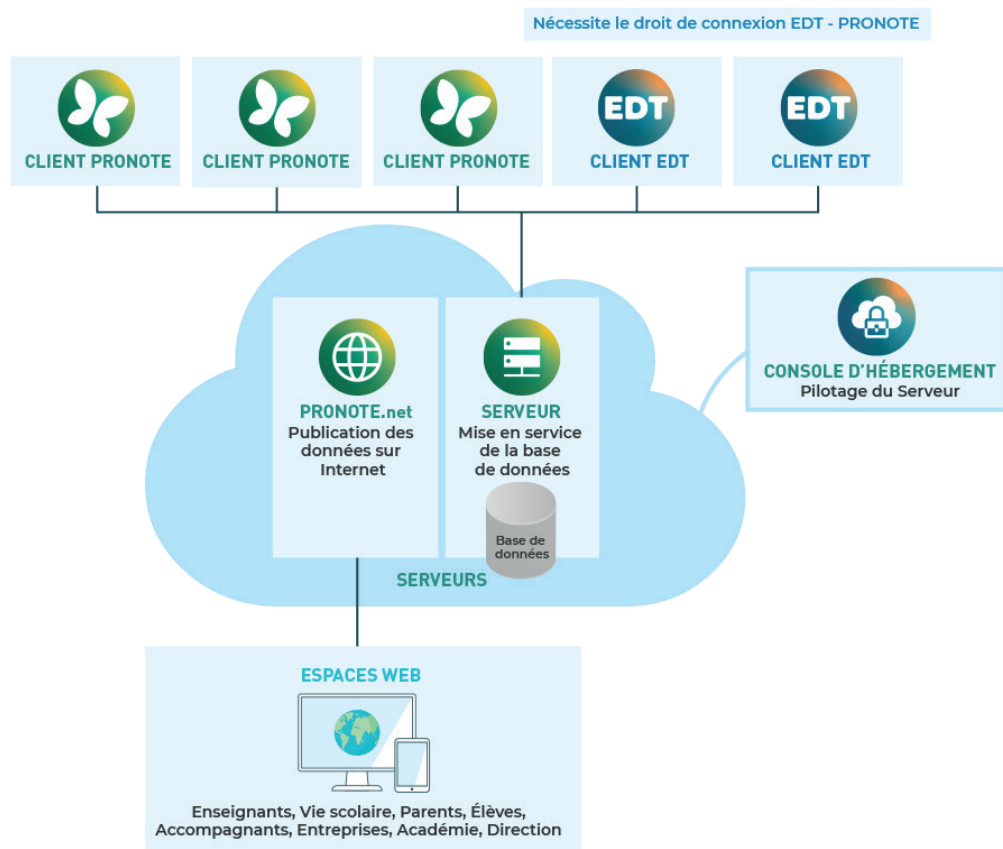 Nécessite le droit de connexion EDT - PRONOTE
CLIENT PRONOTE
CLIENT PRONOTE
CLIENT PRONOTE
EDT
CLIENT EDT
EDT
CLIENT EDT
PRONOTE.net
Publication des
données sur
Internet
SERVEUR
Mise en service
de la base
de données
Base de
données
SERVEURS
CONSOLE D'HÉBERGEMENT
Pilotage du Serveur
ESPACES WEB
Enseignants, Vie scolaire, Parents, Élèves,
Accompagnants, Entreprises, Académie, Direction